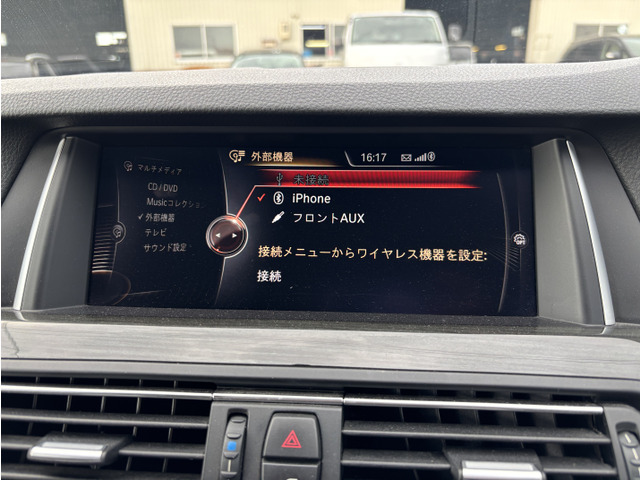 外部機器
16:17
マルチメディア
CD / DVD
Musicコレクション
外部機器
テレビ
サウンド設定
未接続
iPhone
フロントAUX
接続メニューからワイヤレス機器を設定:
接続